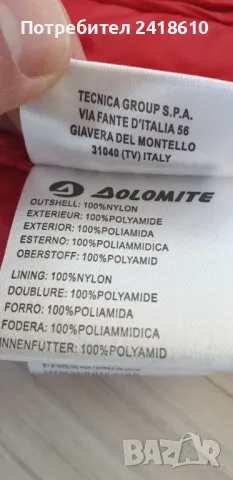 Потребител 2418610
TECNICA GROUP S.P.A.
VIA FANTE D'ITALIA 56
GIAVERA DEL MONTELLO
31040 (TV) ITALY
DOLOMITE
OUTSHELL: 100%NYLON
EXTERIEUR: 100%POLYAMIDE
EXTERIOR: 100%POLIAMIDA
ESTERNO: 100%POLIAMMIDICA
OBERSTOFF: 100%POLYAMID
LINING: 100%NYLON
DOUBLURE: 100%POLYAMIDE
FORRO: 100%POLIAMIDA
FODERA: 100%POLIAMMIDICA
INNENFUTTER: 100%POLYAMID
bazar.bg